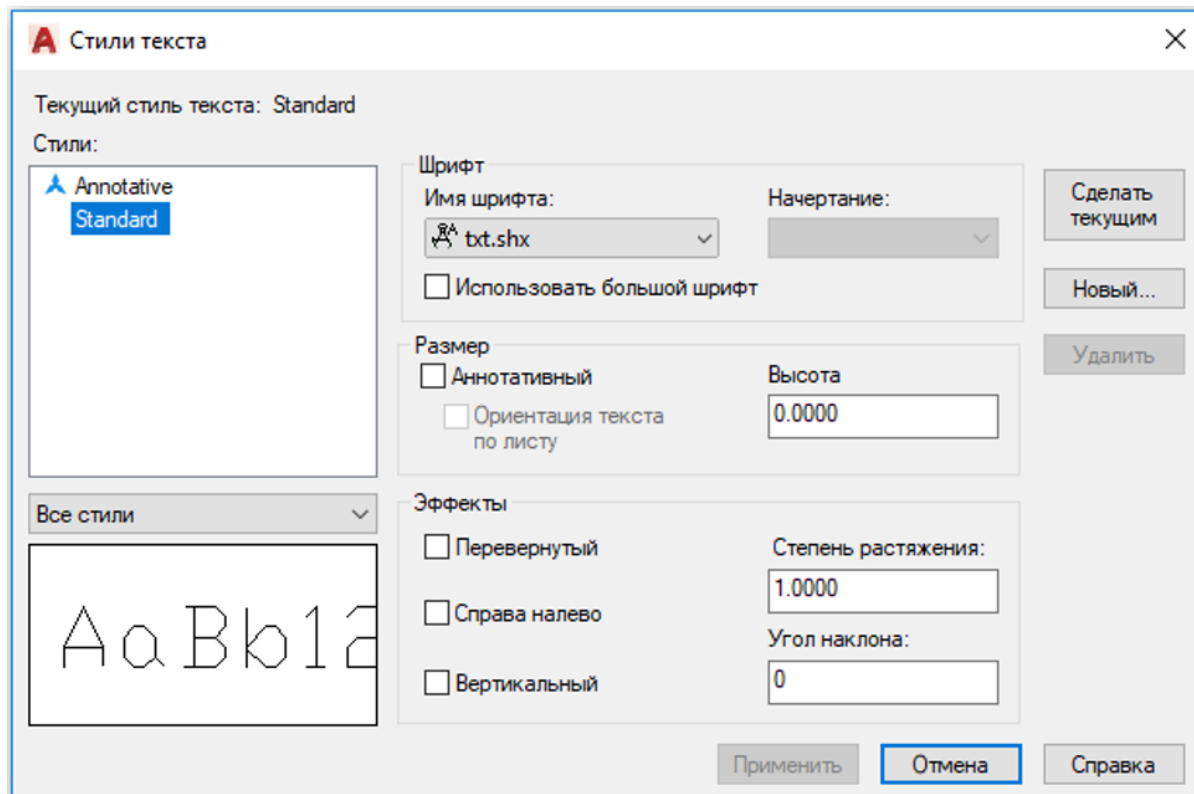 Стили текста
Текущий стиль текста: Standard
Стили:
Annotative
Standard
Все стили
AaBb12
Шрифт
Имя шрифта:
txt.shx
Начертание:
Использовать большой шрифт
Размер
Аннотативный
Ориентация текста
по листу
Высота
0.0000
Эффекты
Перевернутый
Справа налево
Вертикальный
Степень растяжения:
1.0000
Угол наклона:
0
Сделать
текущим
Новый...
Удалить
Применить
Отмена
Справка